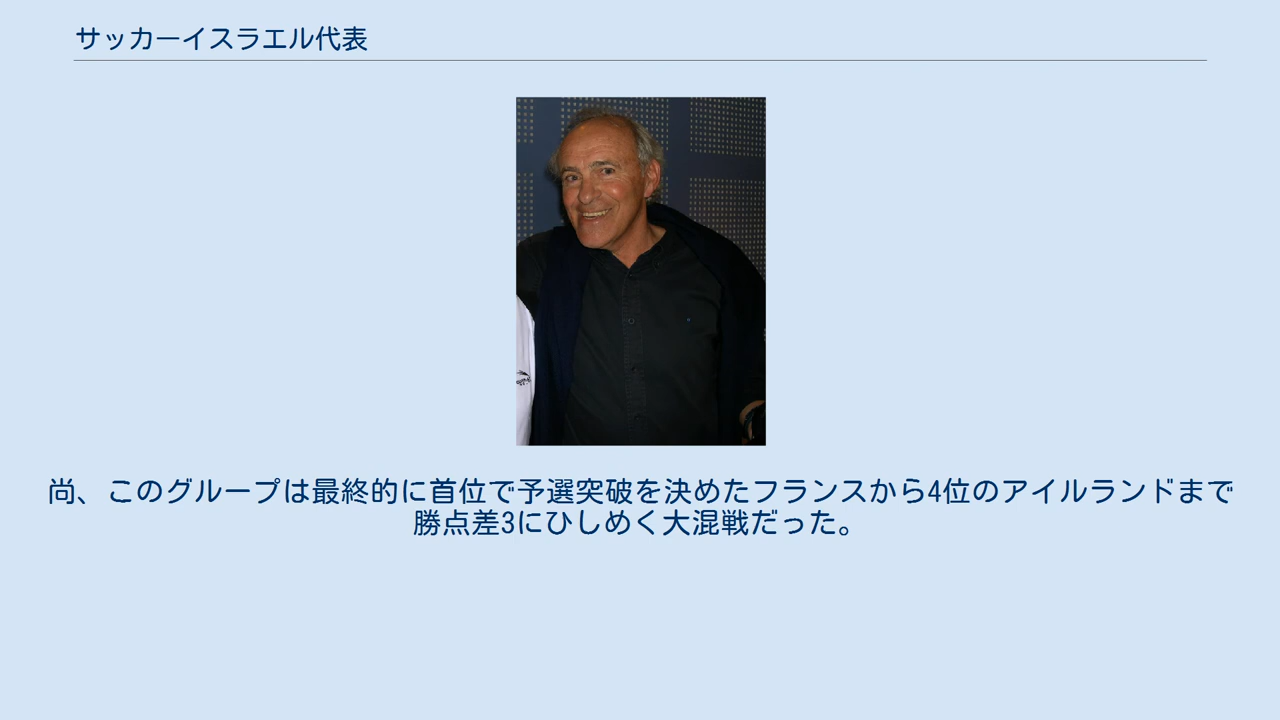 サッカーイスラエル代表
尚、このグループは最終的に首位で予選突破を決めたフランスから4位のアイルランドまで
勝点差3にひしめく大混戦だった。